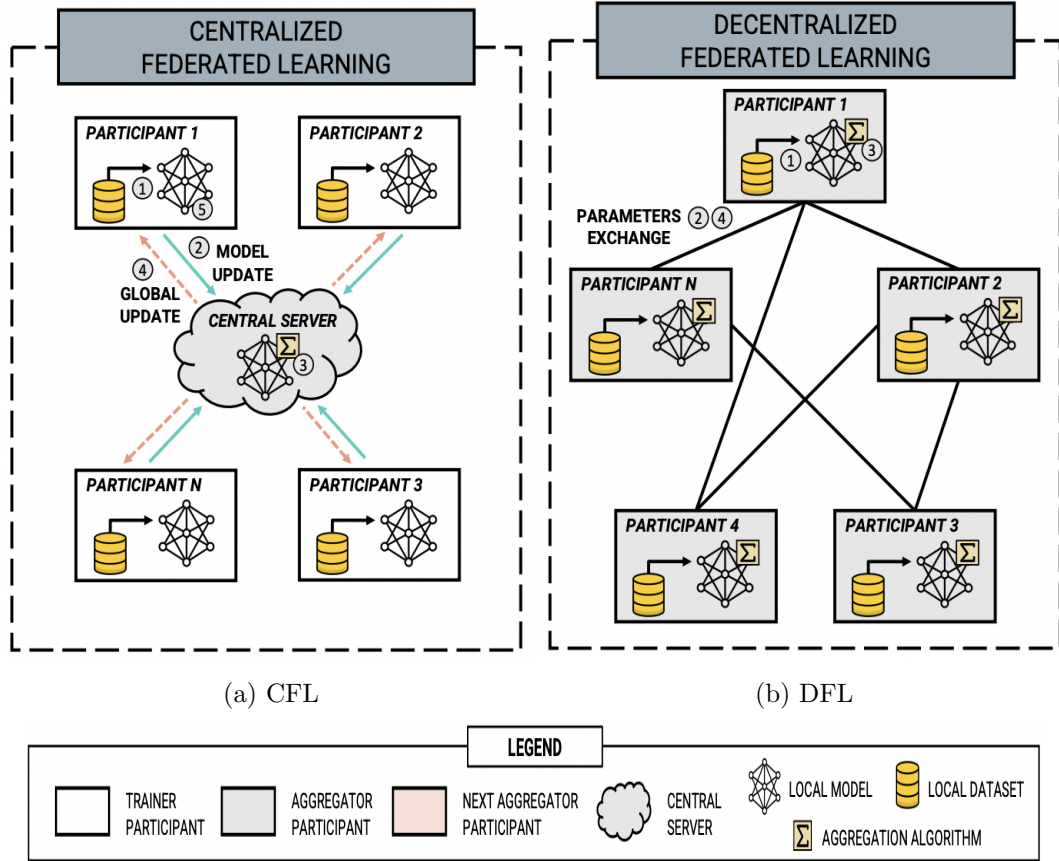 CENTRALIZED
FEDERATED LEARNING
PARTICIPANT 1
1
5
PARTICIPANT 2
2 MODEL
UPDATE
4
GLOBAL
UPDATE
CENTRAL SERVER
Σ
3
PARTICIPANT N
PARTICIPANT 3
(a) CFL
DECENTRALIZED
FEDERATED LEARNING
PARTICIPANT 1
Σ
1
3
PARAMETERS 2 4
EXCHANGE
PARTICIPANT N
Σ
PARTICIPANT 2
Σ
PARTICIPANT 4
Σ
PARTICIPANT 3
Σ
(b) DFL
LEGEND
TRAINER
PARTICIPANT
AGGREGATOR
PARTICIPANT
NEXT AGGREGATOR
PARTICIPANT
CENTRAL
SERVER
LOCAL MODEL
LOCAL DATASET
Σ AGGREGATION ALGORITHM